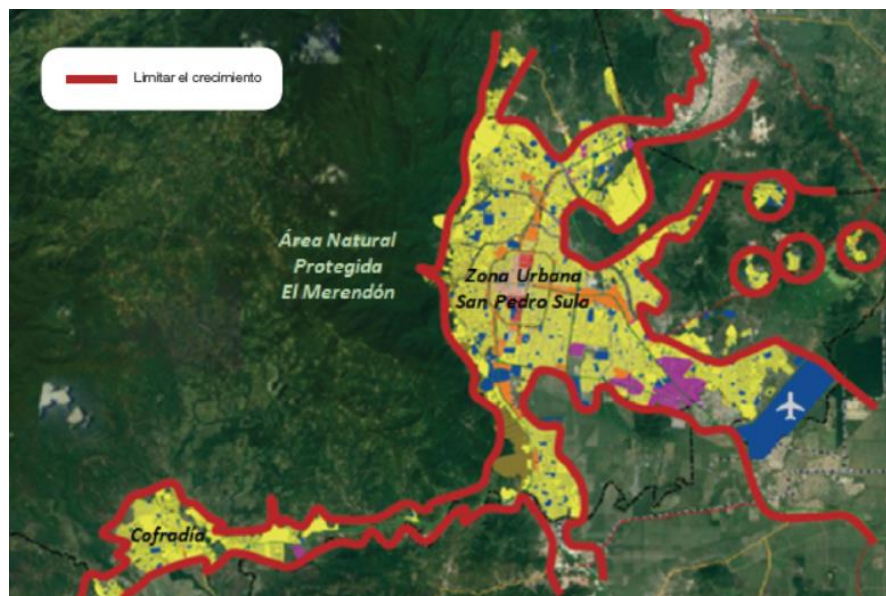 Limitar el crecimiento
Área Natural
Protegida
El Merendón
Zona Urbana
San Pedro Sula
Cofradía